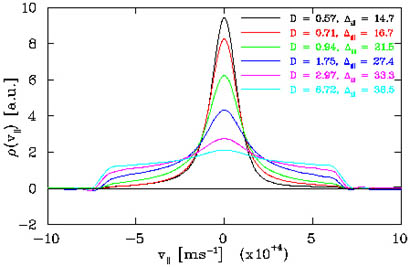 10
8
6
4
2
0
−2
ρ(v∥) [a.u.]
D = 0.57, Δ∥ = 14.7
D = 0.71, Δ∥ = 16.7
D = 0.94, Δ∥ = 21.5
D = 1.75, Δ∥ = 27.4
D = 2.97, Δ∥ = 33.3
D = 6.72, Δ∥ = 36.5
−10 −5 0 5 10
v∥ [ms⁻¹] (x10⁺⁴)